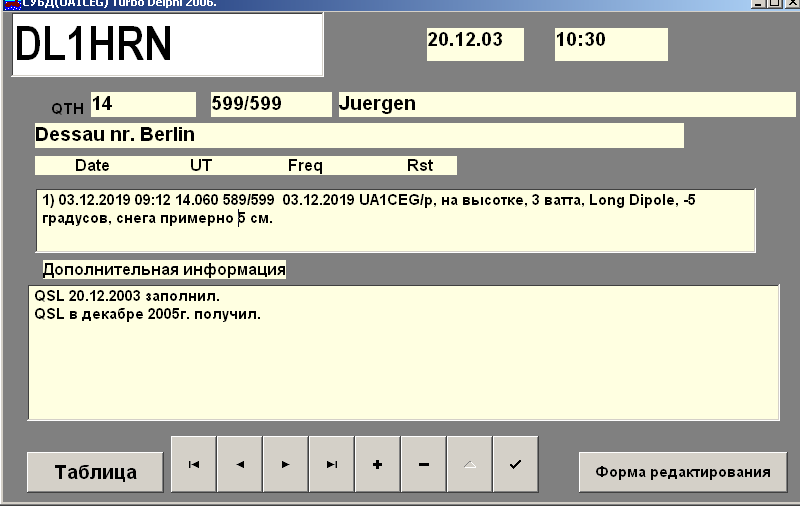 СУБД(UA1CEG) Turbo Delphi 2006.
DL1HRN
20.12.03 10:30
QTH 14 599/599 Juergen
Dessau nr. Berlin
Date UT Freq Rst
1) 03.12.2019 09:12 14.060 589/599 03.12.2019 UA1CEG/p, на высотке, 3 ватта, Long Dipole, -5
градусов, снега примерно 5 см.
Дополнительная информация
QSL 20.12.2003 заполнил.
QSL в декабре 2005г. получил.
Таблица
Форма редактирования